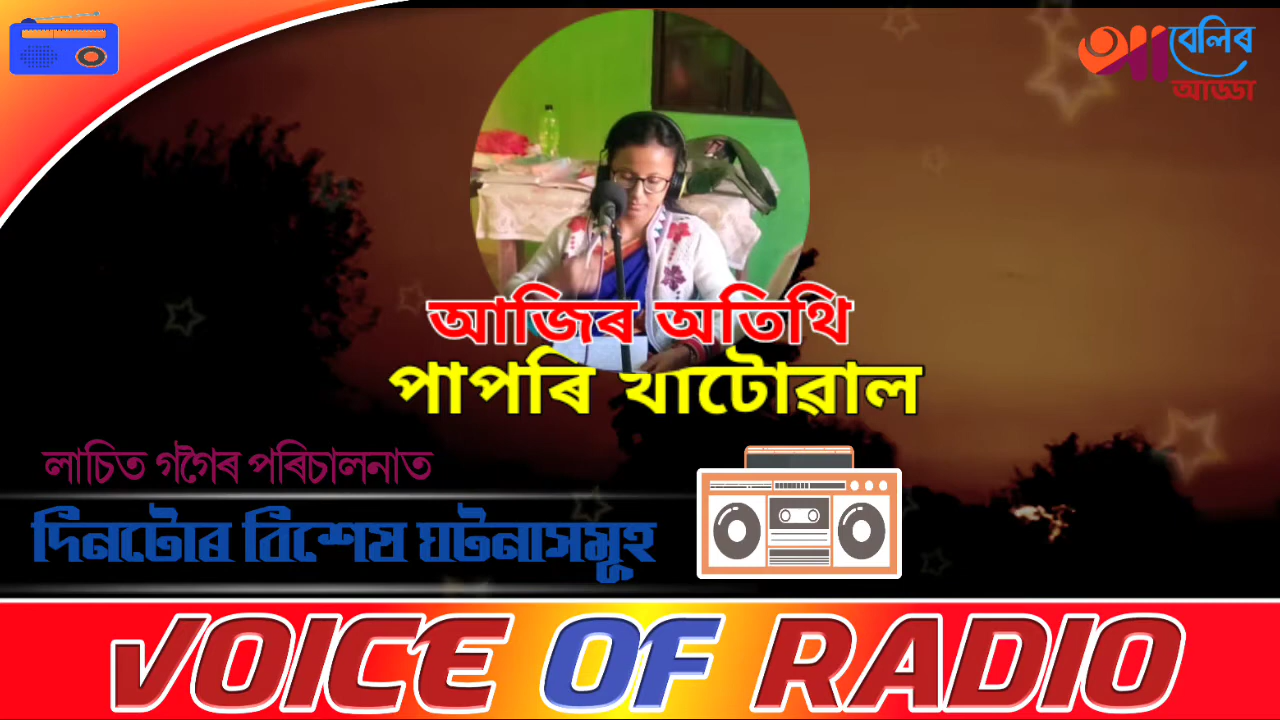 আবেলিৰ
আড্ডা
আজিৰ অতিথি
পাপৰি খাটোৱাল
লাচিত গগৈৰ পৰিচালনাত
দিনটোৰ বিশেষ ঘটনাসমূহ
VOICE OF RADIO